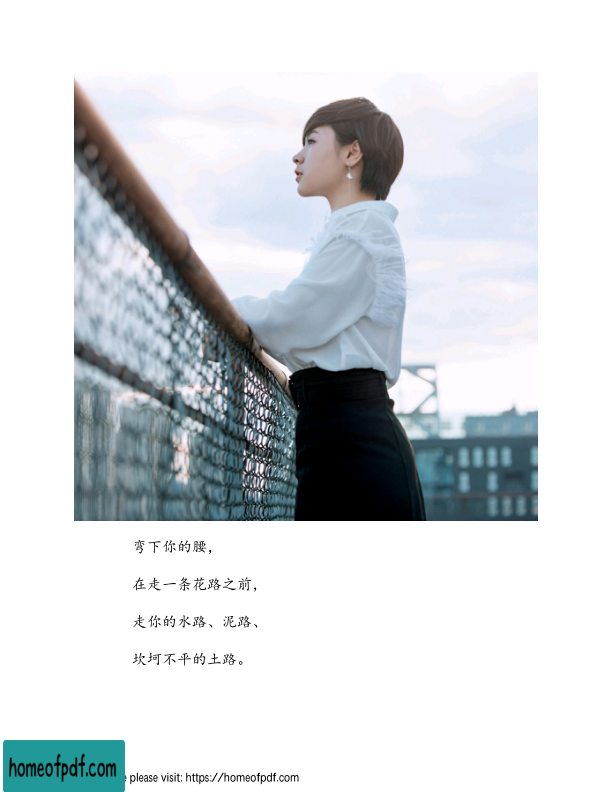 弯下你的腰，
在走一条花路之前，
走你的水路、泥路、
坎坷不平的土路。
homeofpdf.com
e please visit: https://homeofpdf.com